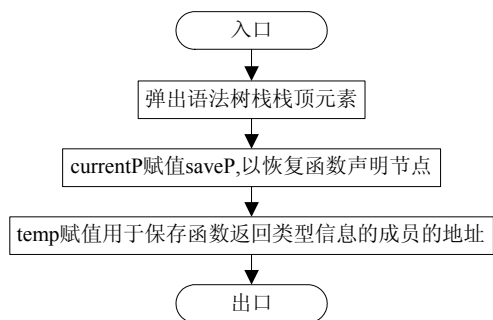 入口
弹出语法树栈栈顶元素
currentP赋值saveP,以恢复函数声明节点
temp赋值用于保存函数返回类型信息的成员的地址
出口